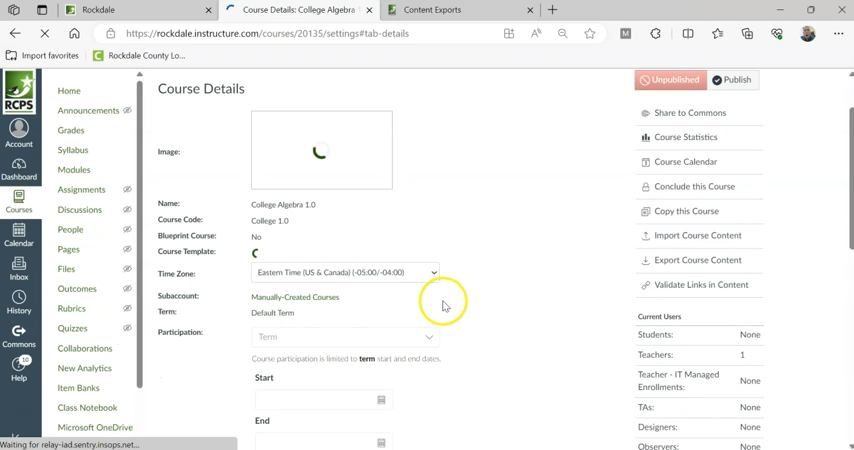 Rockdale
Course Details: College Algebra 1
Content Exports
https://rockdale.instructure.com/courses/20135/settings#tab-details
Import favorites
Rockdale County Lo...
RCPS
Account
Dashboard
Courses
Calendar
Inbox
History
Commons
10
Help
Home
Announcements
Grades
Syllabus
Modules
Assignments
Discussions
People
Pages
Files
Outcomes
Rubrics
Quizzes
Collaborations
New Analytics
Item Banks
Class Notebook
Microsoft OneDrive
Waiting for relay-iad.sentry.insops.net...
Course Details
Image:
Name: College Algebra 1.0
Course Code: College 1.0
Blueprint Course: No
Course Template:
Time Zone: Eastern Time (US & Canada) (-05:00/-04:00)
Subaccount: Manually-Created Courses
Term: Default Term
Participation: Term
Course participation is limited to term start and end dates.
Start
End
Unpublished Publish
Share to Commons
Course Statistics
Course Calendar
Conclude this Course
Copy this Course
Import Course Content
Export Course Content
Validate Links in Content
Current Users
Students: None
Teachers: 1
Teacher - IT Managed
Enrollments: None
TAs: None
Designers: None
Observers: None